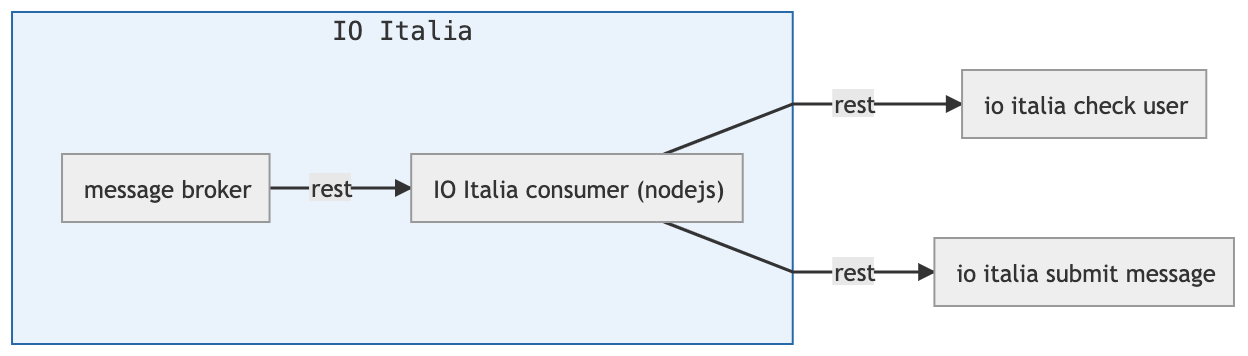 IO Italia
message broker
rest
IO Italia consumer (nodejs)
rest
io italia check user
rest
io italia submit message